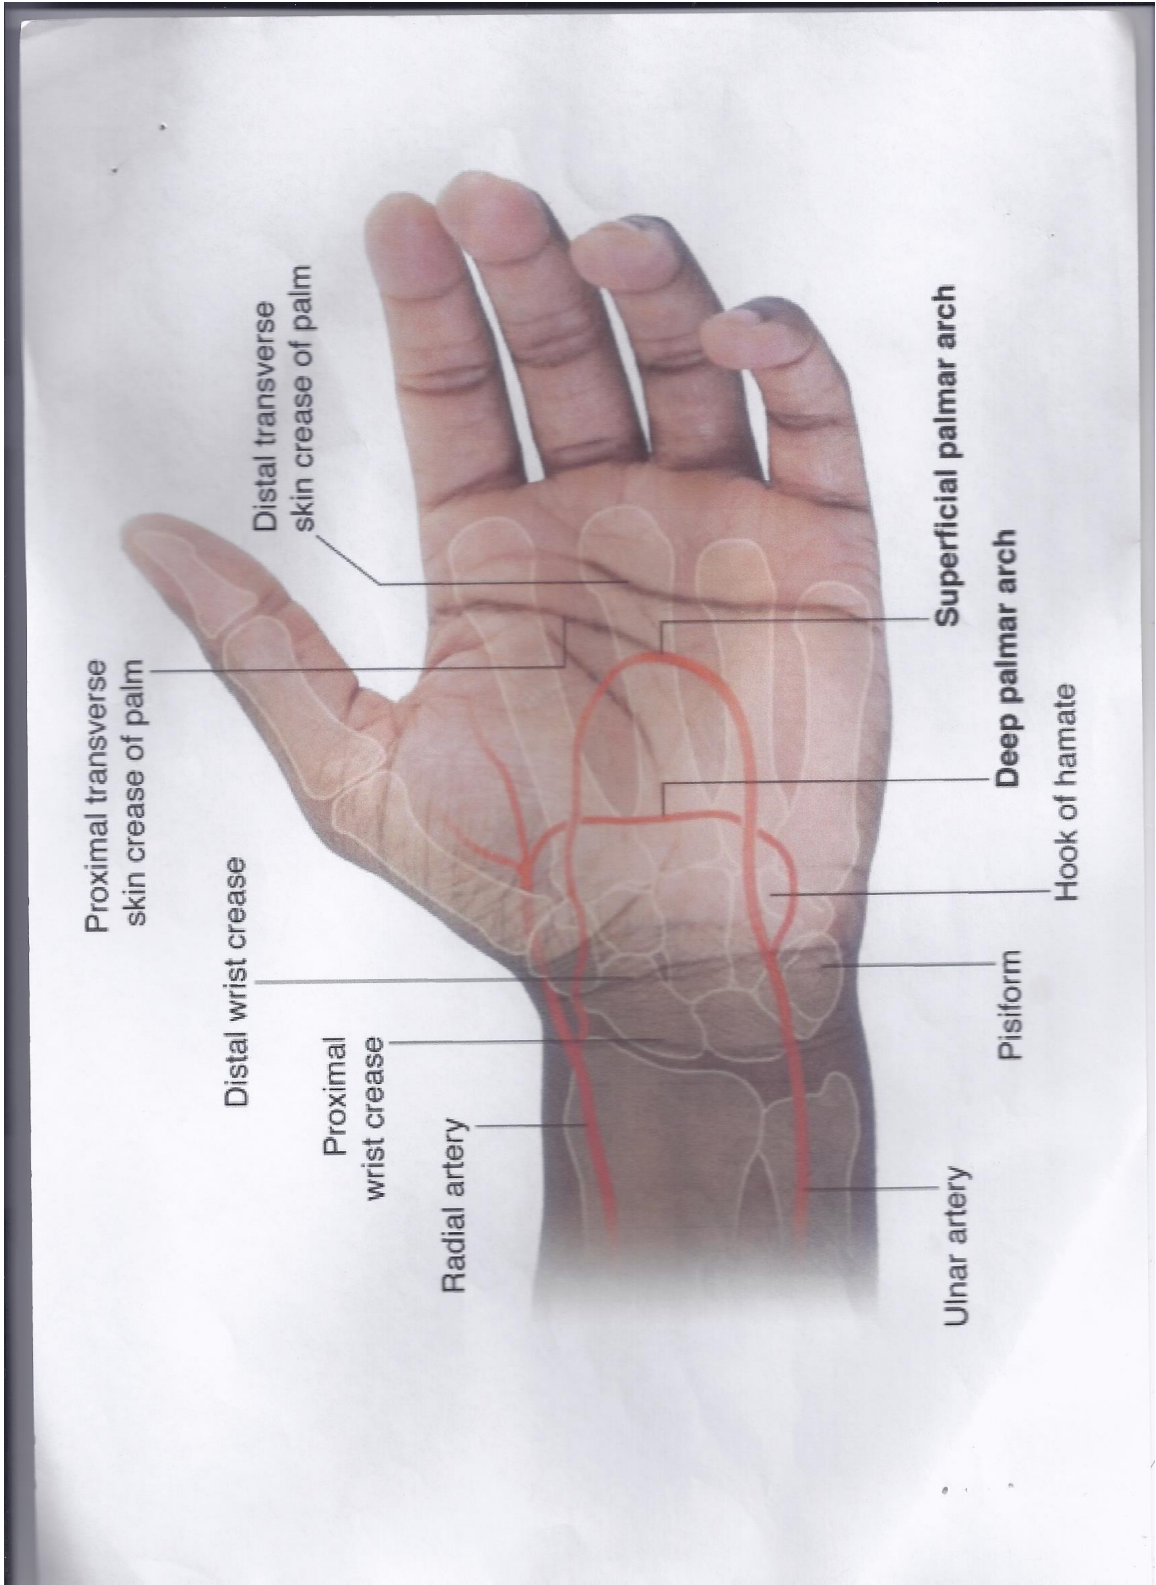 Proximal transverse
skin crease of palm
Distal transverse
skin crease of palm
Distal wrist crease
Proximal
wrist crease
Radial artery
Superficial palmar arch
Deep palmar arch
Hook of hamate
Pisiform
Ulnar artery